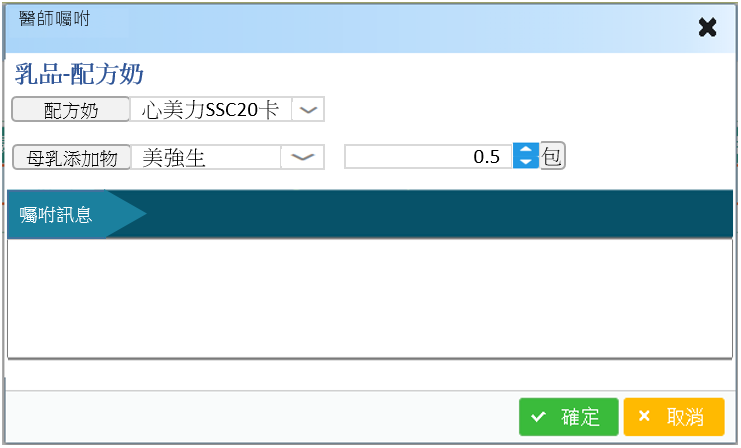 醫師囑咐
乳品-配方奶
配方奶 心美力SSC20卡
母乳添加物 美強生 0.5 包
囑咐訊息
確定 取消